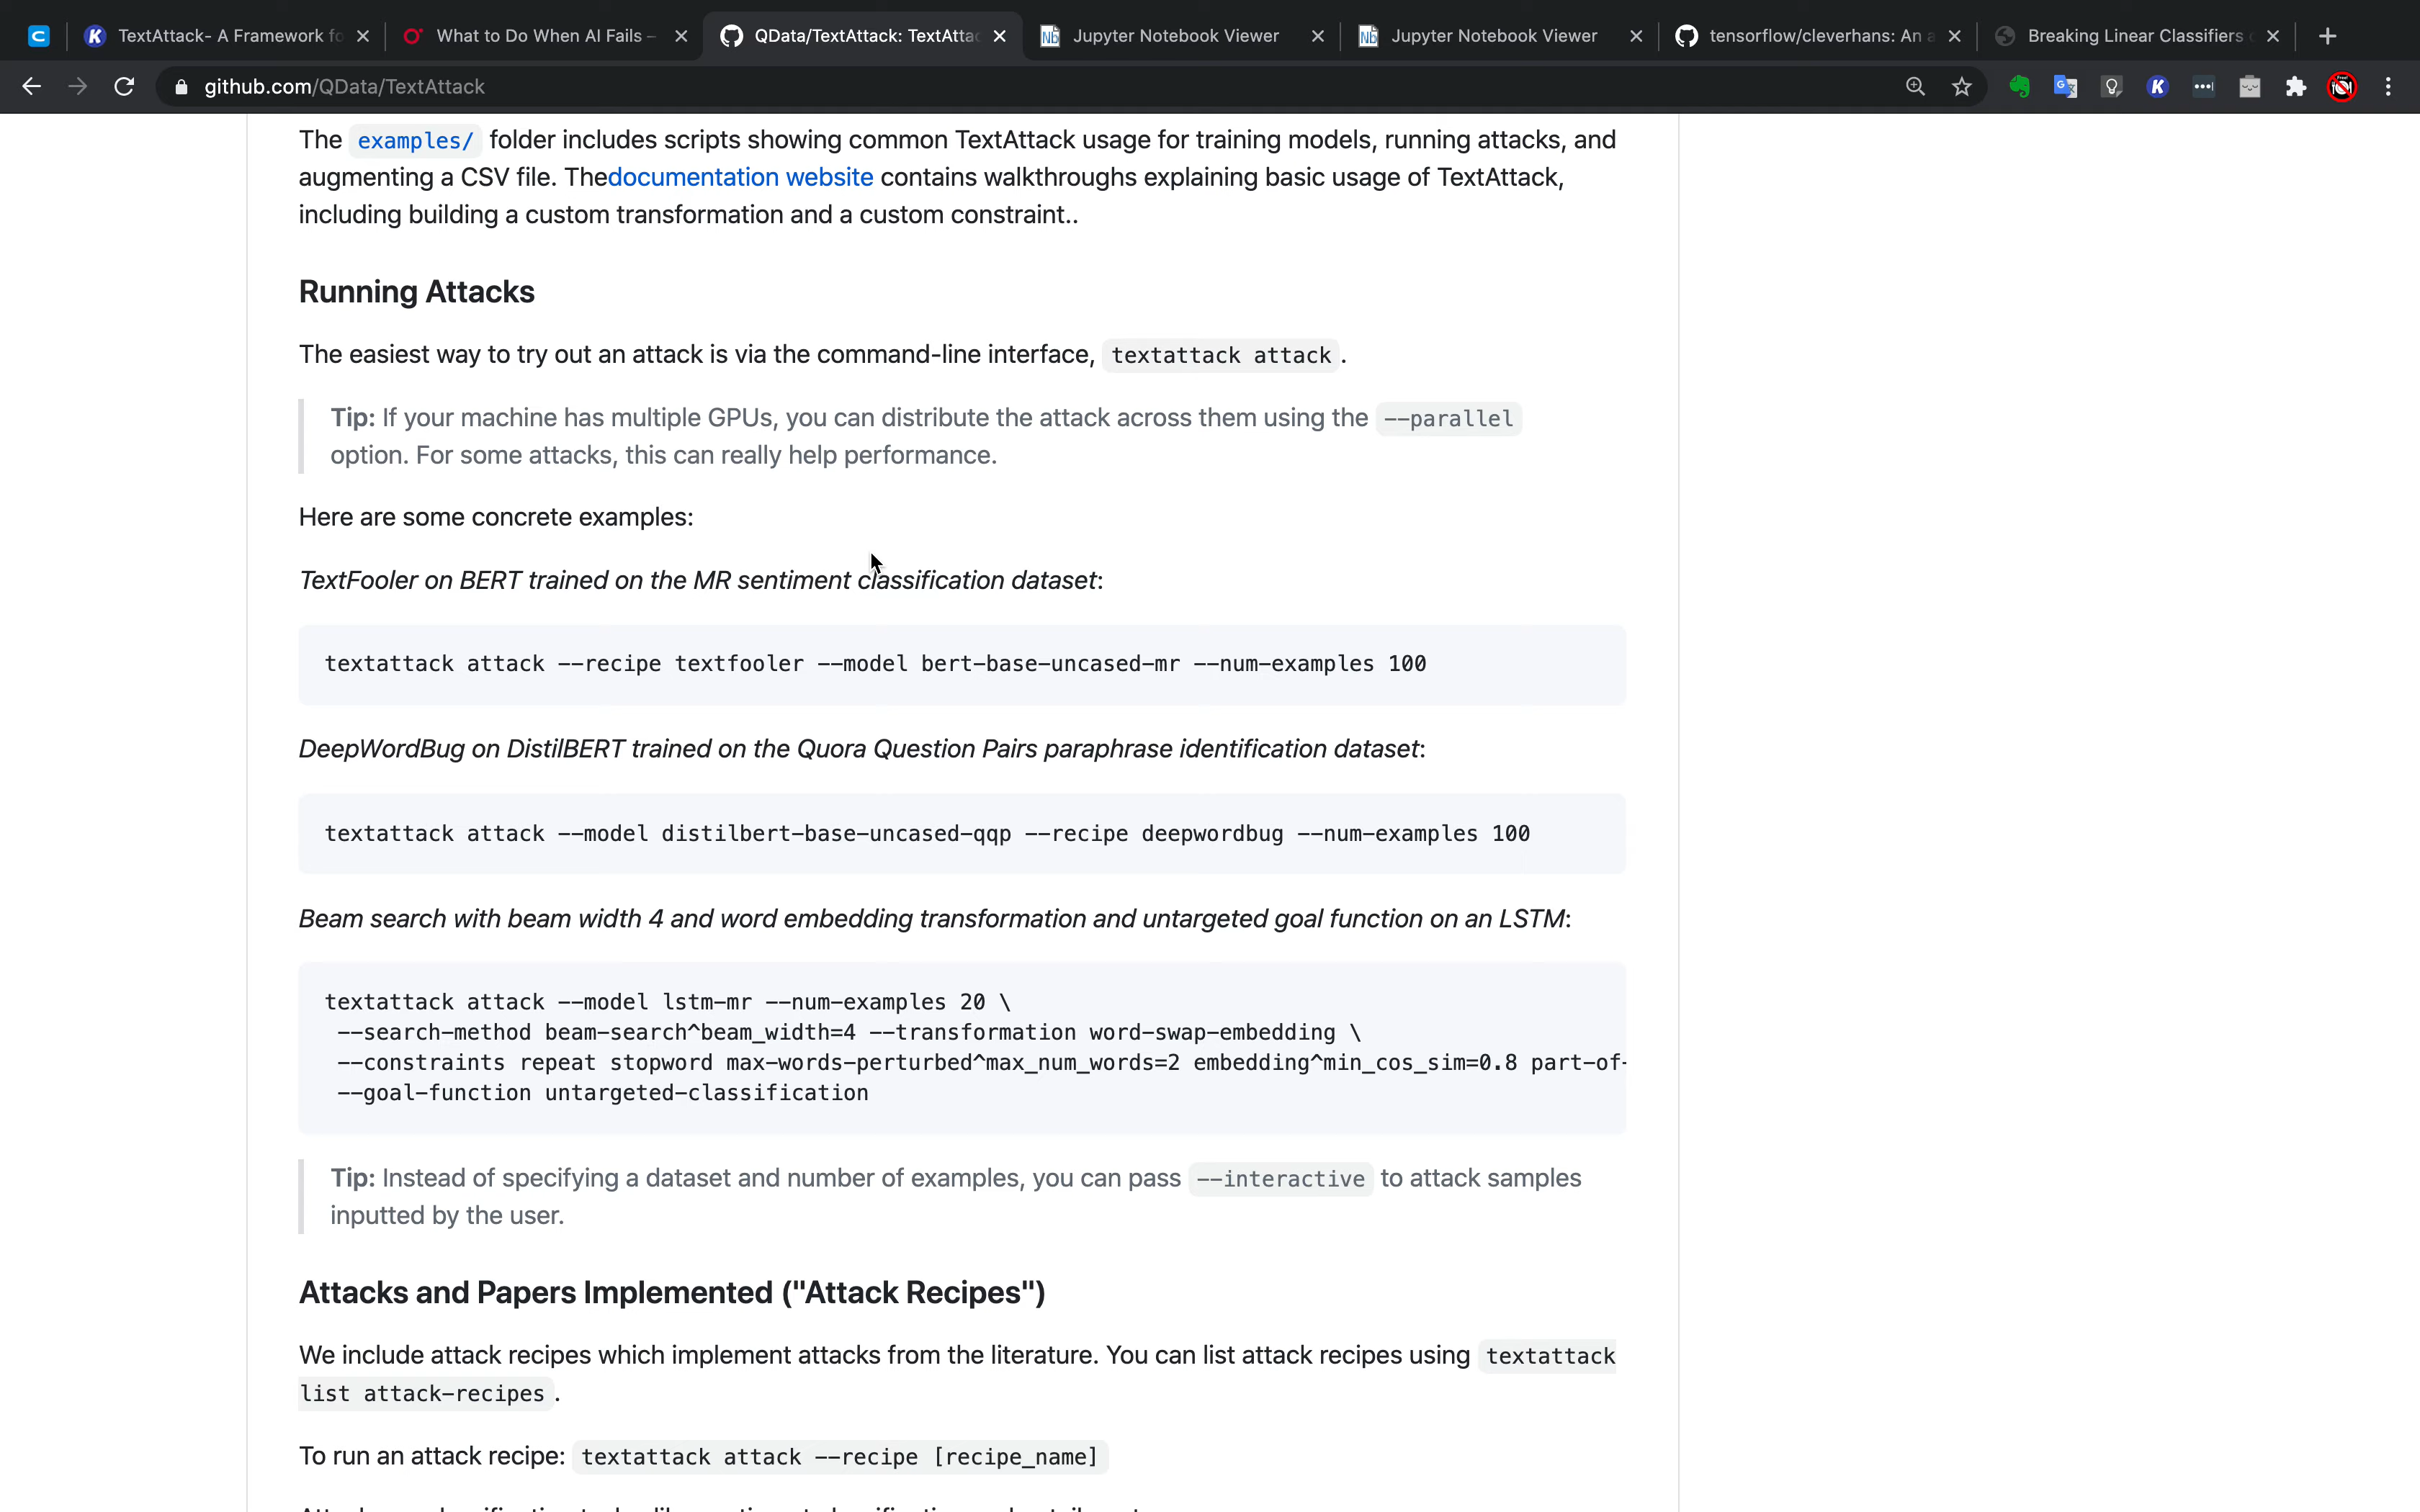 TextAttack- A Framework fo
What to Do When AI Fails –
QData/TextAttack: TextAttac
Jupyter Notebook Viewer
Jupyter Notebook Viewer
tensorflow/cleverhans: An a
Breaking Linear Classifiers o
github.com/QData/TextAttack
The examples/ folder includes scripts showing common TextAttack usage for training models, running attacks, and
augmenting a CSV file. Thedocumentation website contains walkthroughs explaining basic usage of TextAttack,
including building a custom transformation and a custom constraint..
Running Attacks
The easiest way to try out an attack is via the command-line interface, textattack attack.
Tip: If your machine has multiple GPUs, you can distribute the attack across them using the --parallel
option. For some attacks, this can really help performance.
Here are some concrete examples:
TextFooler on BERT trained on the MR sentiment classification dataset:
textattack attack --recipe textfooler --model bert-base-uncased-mr --num-examples 100
DeepWordBug on DistilBERT trained on the Quora Question Pairs paraphrase identification dataset:
textattack attack --model distilbert-base-uncased-qqp --recipe deepwordbug --num-examples 100
Beam search with beam width 4 and word embedding transformation and untargeted goal function on an LSTM:
textattack attack --model lstm-mr --num-examples 20 \
--search-method beam-search^beam_width=4 --transformation word-swap-embedding \
--constraints repeat stopword max-words-perturbed^max_num_words=2 embedding^min_cos_sim=0.8 part-of-
--goal-function untargeted-classification
Tip: Instead of specifying a dataset and number of examples, you can pass --interactive to attack samples
inputted by the user.
Attacks and Papers Implemented ("Attack Recipes")
We include attack recipes which implement attacks from the literature. You can list attack recipes using textattack
list attack-recipes.
To run an attack recipe: textattack attack --recipe [recipe_name]